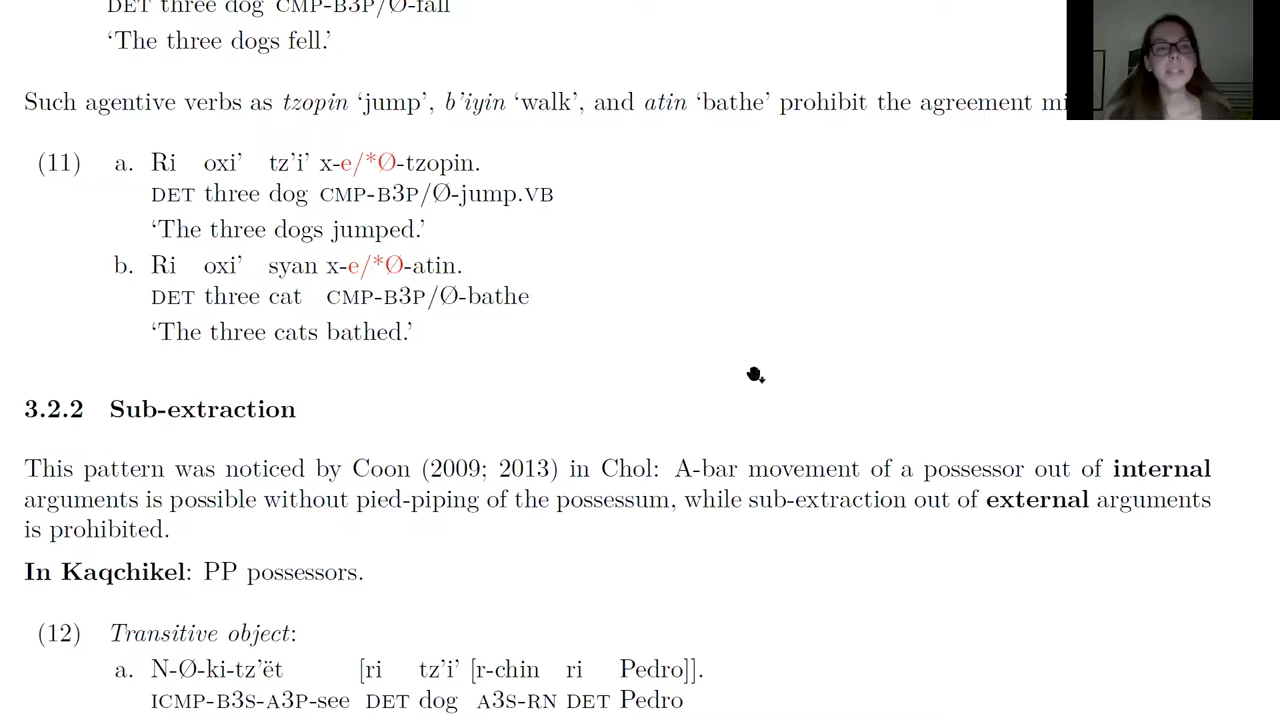 DET three dog CMP-B3P/Ø-fall
‘The three dogs fell.’
Such agentive verbs as tzopin ‘jump’, b’iyin ‘walk’, and atin ‘bathe’ prohibit the agreement
(11) a. Ri oxi’ tz’i’ x-e/*Ø-tzopin.
DET three dog CMP-B3P/Ø-jump.VB
‘The three dogs jumped.’
b. Ri oxi’ syan x-e/*Ø-atin.
DET three cat CMP-B3P/Ø-bathe
‘The three cats bathed.’
3.2.2 Sub-extraction
This pattern was noticed by Coon (2009; 2013) in Chol: A-bar movement of a possessor out of internal
arguments is possible without pied-piping of the possessum, while sub-extraction out of external arguments
is prohibited.
In Kaqchikel: PP possessors.
(12) Transitive object:
a. N-Ø-ki-tz’ët [ri tz’i’ [r-chin ri Pedro]].
ICMP-B3S-A3P-see DET dog A3S-RN DET Pedro